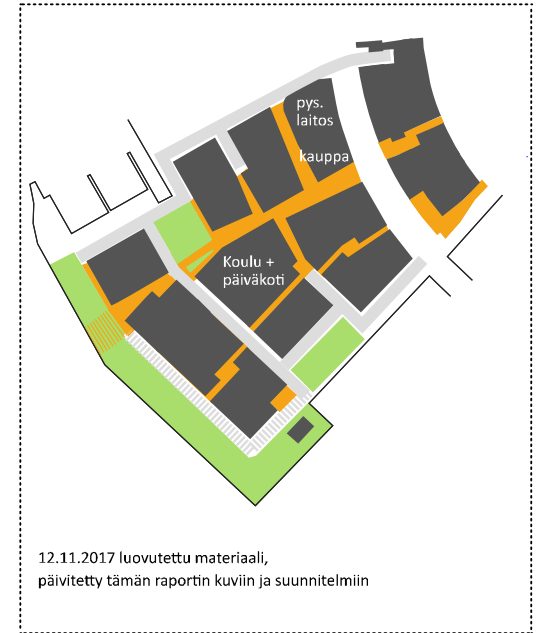 pys.
laitos
kauppa
Koulu +
päiväkoti
12.11.2017 luovutettu materiaali,
päivitetty tämän raportin kuviin ja suunnitelmiin